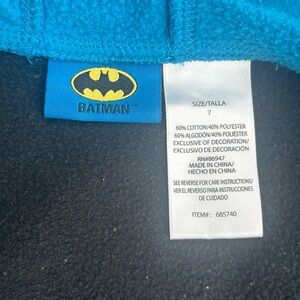 BATMAN™
SIZE/TALLA
7
60% COTTON/40% POLYESTER
60% ALGODÓN/40% POLIÉSTER
EXCLUSIVE OF DECORATION/
EXCLUSIVO DE DECORACIÓN
RN#86947
MADE IN CHINA/
HECHO EN CHINA
SEE REVERSE FOR CARE INSTRUCTIONS/
VER EL REVERSO PARA INSTRUCCIONES
DE CUIDADO
ITEM# : 685740